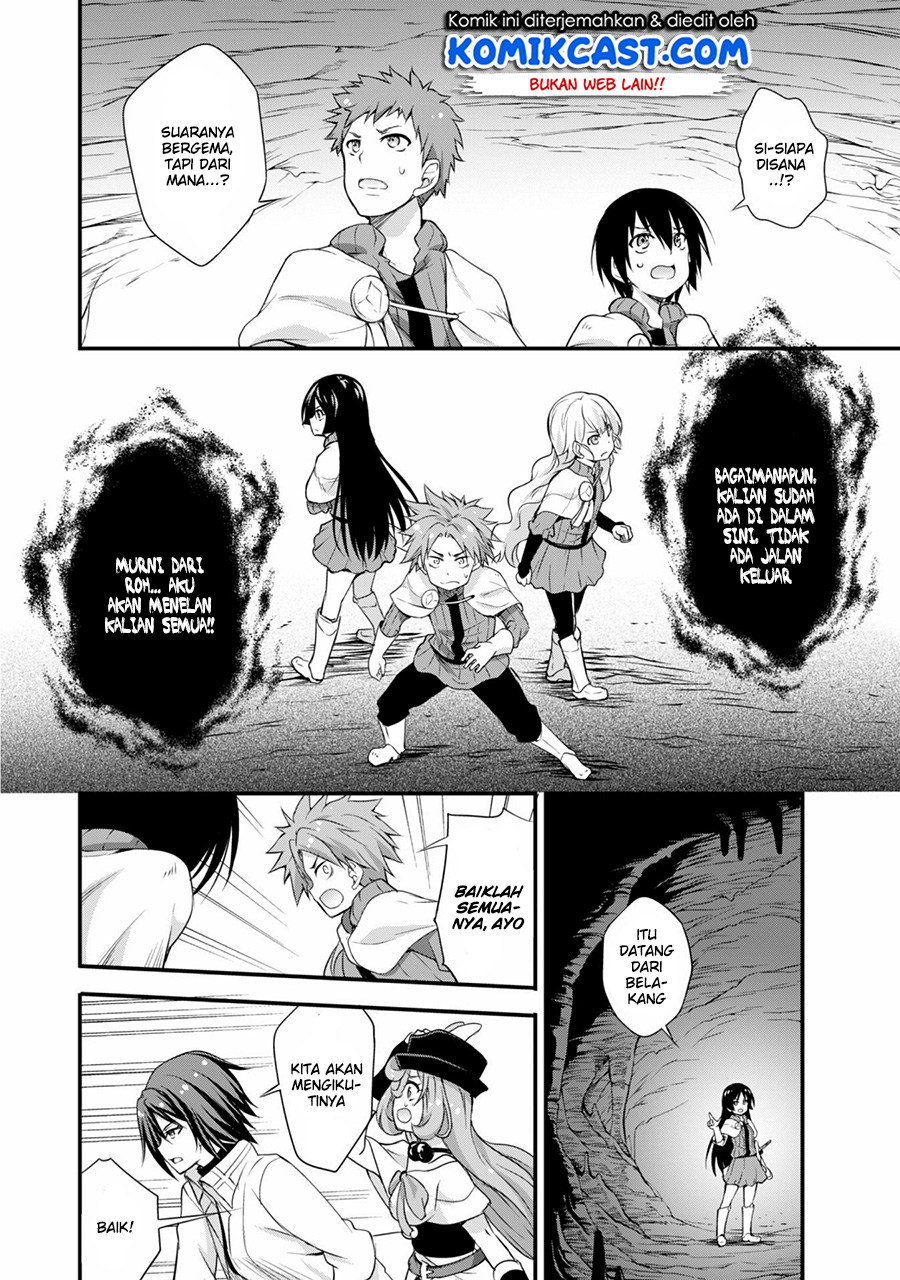 Komik ini diterjemahkan & diedit oleh
KOMIKCAST.COM
BUKAN WEB LAIN!!
SI-SIAPA
DISANA
..!?
SUARANYA
BERGEMA,
TAPI DARI
MANA...?
BAGAIMANAPUN,
KALIAN SUDAH
ADA DI DALAM
SINI, TIDAK
ADA JALAN
KELUAR
MURNI DARI
ROH... AKU
AKAN MENELAN
KALIAN SEMUA!!
ITU
DATANG
DARI
BELA-
KANG
BAIKLAH
SEMUA-
NYA, AYO
KITA AKAN
MENGIKU-
TINYA
BAIK!